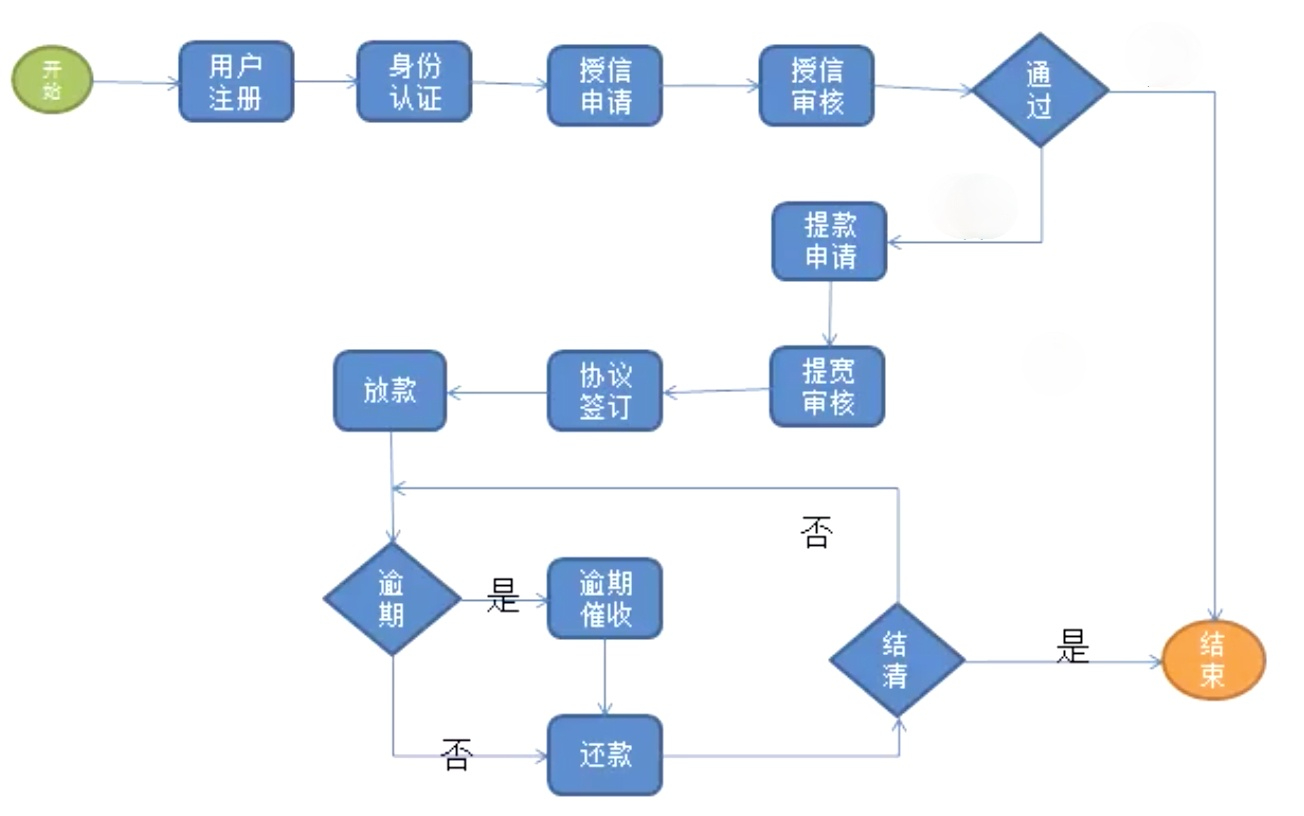 开
始
用户
注册
身份
认证
授信
申请
授信
审核
通
过
提款
申请
提宽
审核
协议
签订
放款
否
逾
期
是
逾期
催收
结
清
是
结
束
否
还款